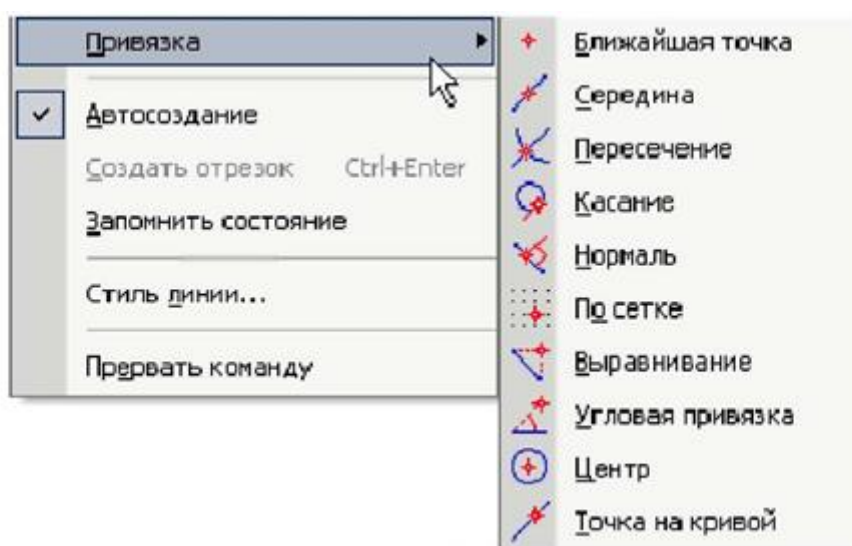 Привязка
Автосоздание
Создать отрезок Ctrl+Enter
Запомнить состояние
Стиль линии...
Прервать команду
Ближайшая точка
Середина
Пересечение
Касание
Нормаль
По сетке
Выравнивание
Угловая привязка
Центр
Точка на кривой